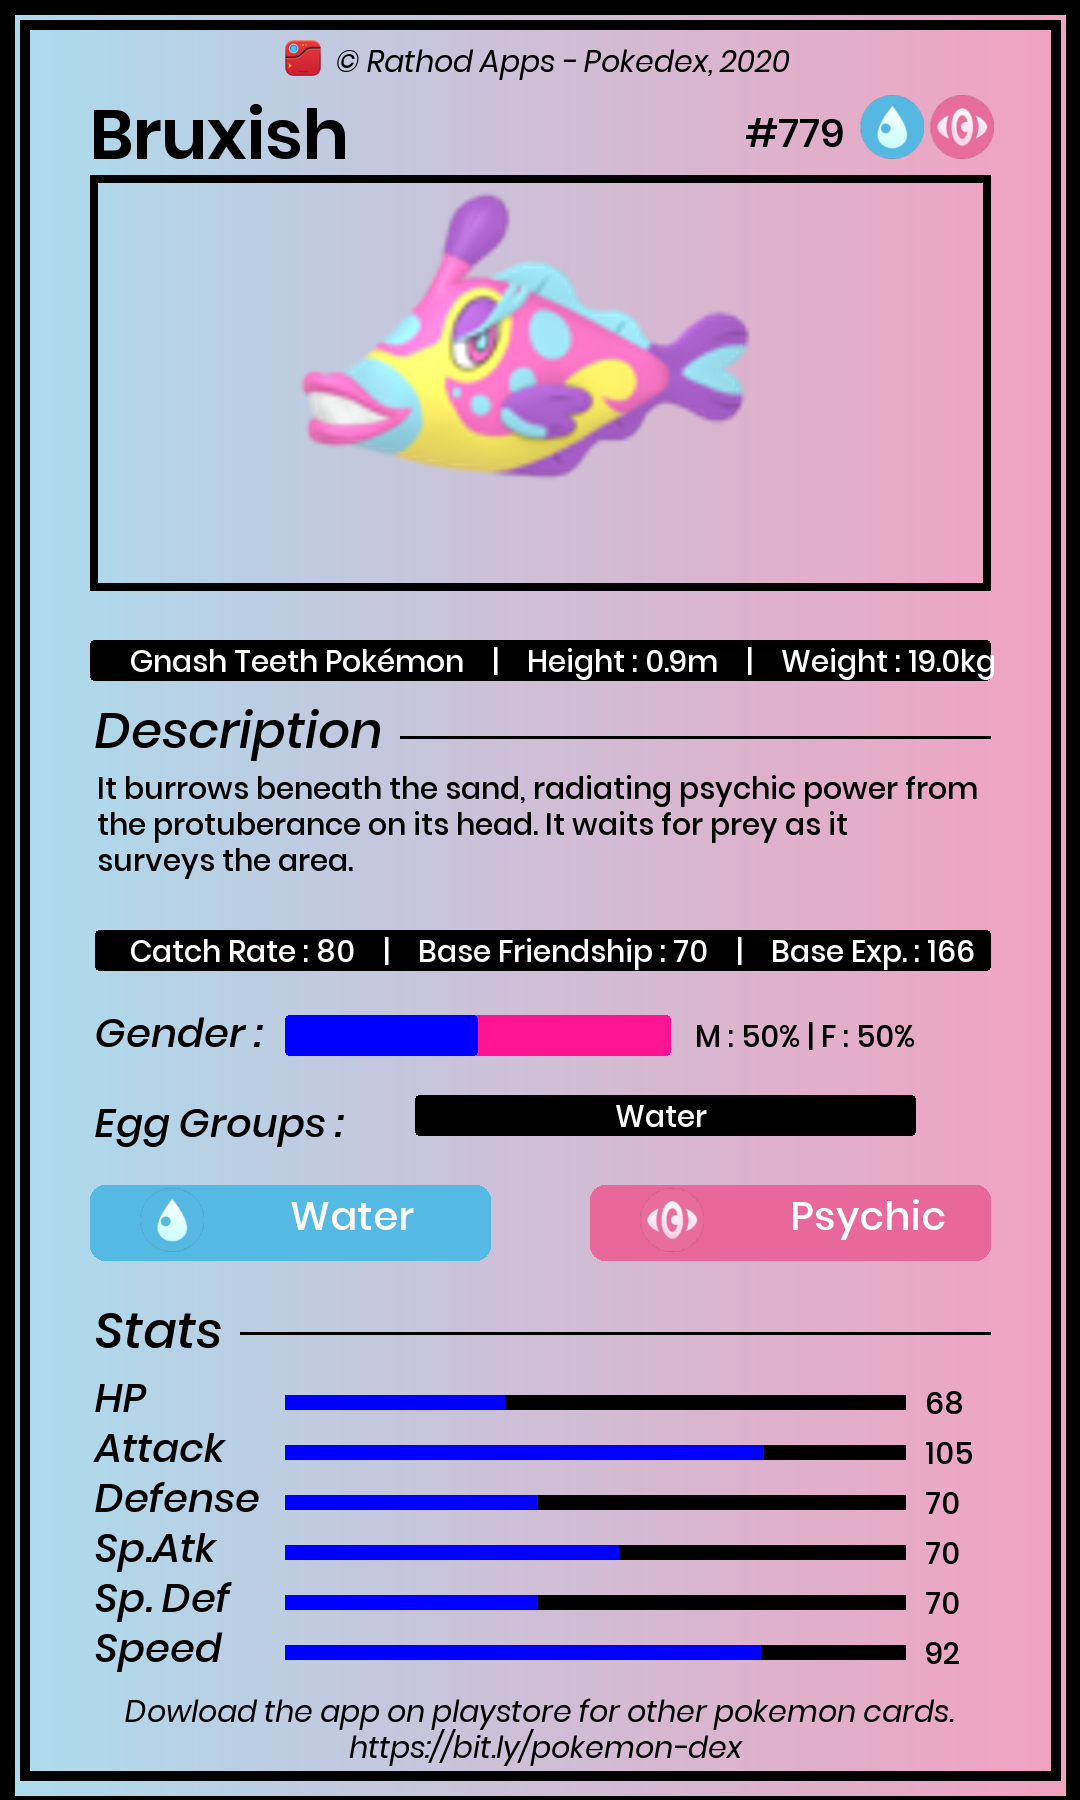 © Rathod Apps - Pokedex, 2020
Bruxish #779
Gnash Teeth Pokémon | Height : 0.9m | Weight : 19.0kg
Description
It burrows beneath the sand, radiating psychic power from
the protuberance on its head. It waits for prey as it
surveys the area.
Catch Rate : 80 | Base Friendship : 70 | Base Exp. : 166
Gender : M : 50% | F : 50%
Egg Groups : Water
Water Psychic
Stats
HP 68
Attack 105
Defense 70
Sp.Atk 70
Sp. Def 70
Speed 92
Dowload the app on playstore for other pokemon cards.
https://bit.ly/pokemon-dex